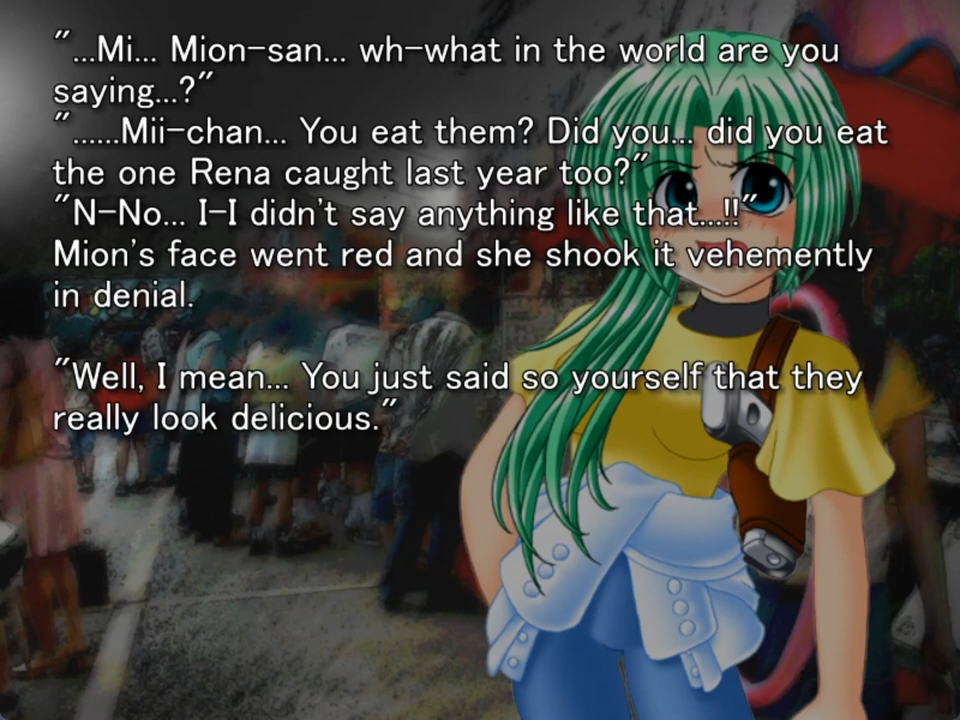 "...Mi... Mion-san... wh-what in the world are you
saying...?"
"......Mii-chan... You eat them? Did you... did you eat
the one Rena caught last year too?"
"N-No... I-I didn't say anything like that...!!"
Mion's face went red and she shook it vehemently
in denial.
"Well, I mean... You just said so yourself that they
really look delicious."